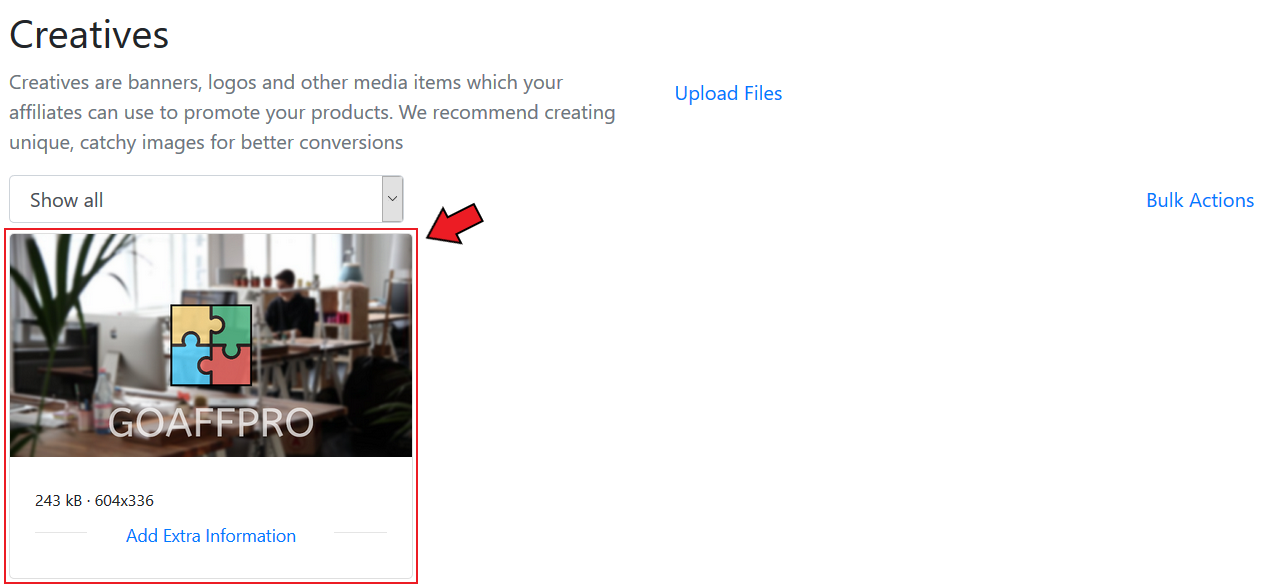 Creatives
Creatives are banners, logos and other media items which your
affiliates can use to promote your products. We recommend creating
unique, catchy images for better conversions
Upload Files
Show all
Bulk Actions
GOAFFPRO
243 kB · 604x336
Add Extra Information